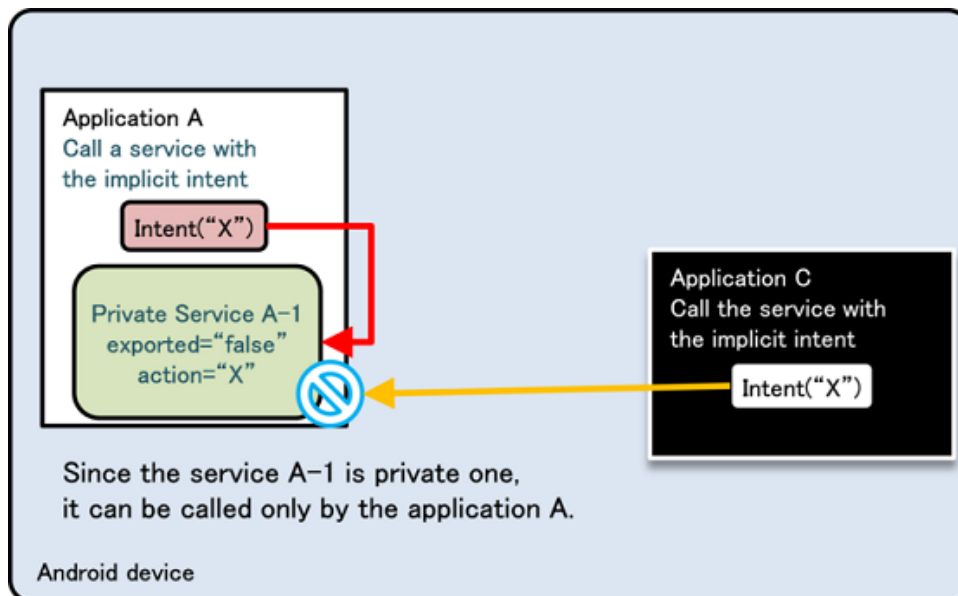 Application A
Call a service with
the implicit intent
Intent(“X”)
Private Service A-1
exported=“false”
action=“X”
Application C
Call the service with
the implicit intent
Intent(“X”)
Since the service A-1 is private one,
it can be called only by the application A.
Android device